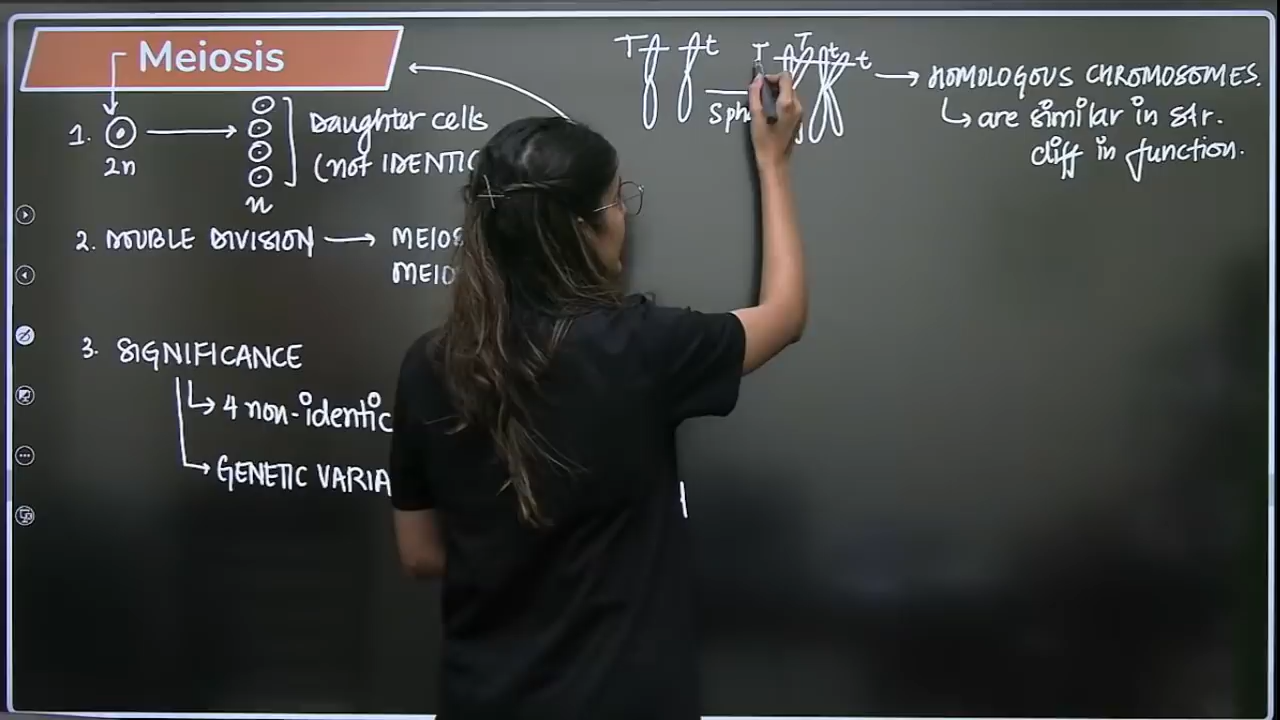 Meiosis
1.
2n
n
Daughter cells
(not IDENTIC
2. DOUBLE DIVISION
MEIOS
MEIO
3. SIGNIFICANCE
4 non-identic
GENETIC VARIA
T t
T T t t
Sph
HOMOLOGOUS CHROMOSOMES.
are similar in str.
diff in function.